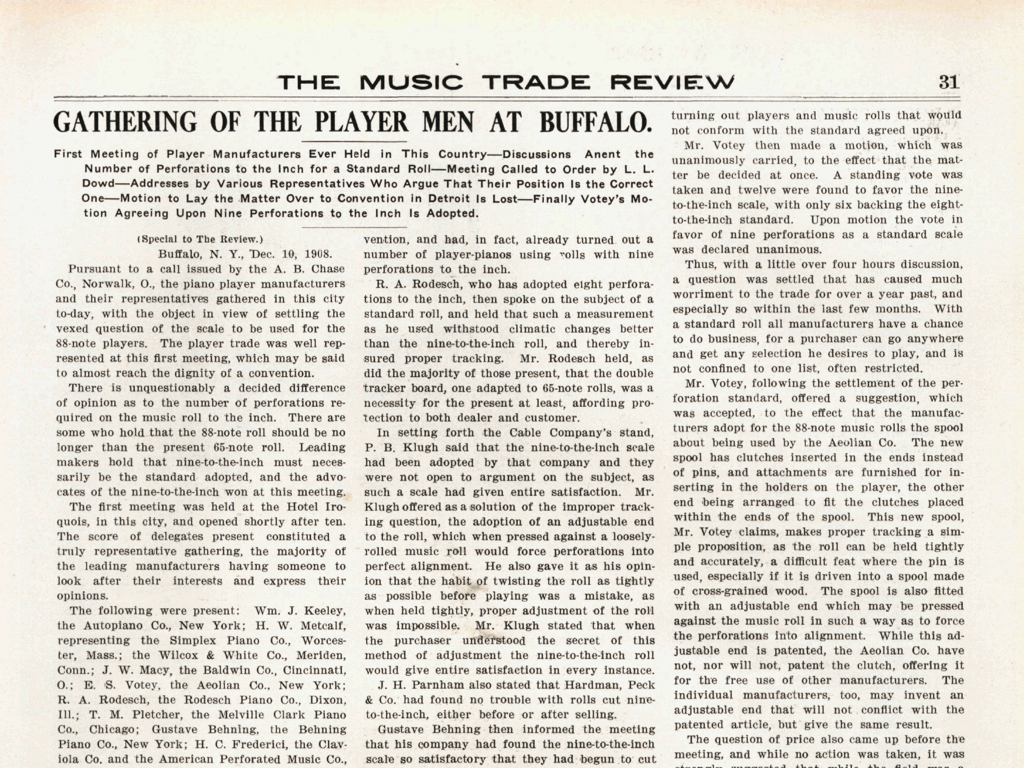 THE MUSIC TRADE REVIEW
31
GATHERING OF THE PLAYER MEN AT BUFFALO.
First Meeting of Player Manufacturers Ever Held in This Country—Discussions Anent the
Number of Perforations to the Inch for a Standard Roll—Meeting Called to Order by L. L.
Dowd—Addresses by Various Representatives Who Argue That Their Position Is the Correct
One—Motion to Lay the Matter Over to Convention in Detroit Is Lost—Finally Votey's Mo-
tion Agreeing Upon Nine Perforations to the Inch Is Adopted.
(Special to The Review.)
Buffalo, N. Y., Dec. 10, 1908.
Pursuant to a call issued by the A. B. Chase
Co., Norwalk, O., the piano player manufacturers
and their representatives gathered in this city
to-day, with the object in view of settling the
vexed question of the scale to be used for the
88-note players. The player trade was well rep-
resented at this first meeting, which may be said
to almost reach the dignity of a convention.
There is unquestionably a decided difference
of opinion as to the number of perforations re-
quired on the music roll to the inch. There are
some who hold that the 88-note roll should be no
longer than the present 65-note roll. Leading
makers hold that nine-to-the-inch must neces-
sarily be the standard adopted, and the advo-
cates of the nine-to-the-inch won at this meeting.
The first meeting was held at the Hotel Iro-
quois, in this city, and opened shortly after ten.
The score of delegates present constituted a
truly representative gathering, the majority of
the leading manufacturers having someone to
look after their interests and express their
opinions.
The following were present: Wm. J. Keeley,
the Autopiano Co., New York; H. W. Metcalf,
representing the Simplex Piano Co., Worces-
ter, Mass.; the Wilcox & White Co., Meriden,
Conn.; J. W. Macy, the Baldwin Co., Cincinnati,
O.; E. S. Votey, the Aeolian Co., New York;
R. A. Rodesch, the Rodesch Piano Co., Dixon,
Ill.; T. M. Pletcher, the Melville Clark Piano
Co., Chicago; Gustave Behning, the Behning
Piano Co., New York; H. C. Frederici, the Clav-
iola Co. and the American Perforated Music Co.,
vention, and had, in fact, already turned out a
number of player-pianos using rolls with nine
perforations to the inch.
R. A. Rodesch, who has adopted eight perfora-
tions to the inch, then spoke on the subject of a
standard roll, and held that such a measurement
as he used withstood climatic changes better
than the nine-to-the-inch roll, and thereby in-
sured proper tracking. Mr. Rodesch held, as
did the majority of those present, that the double
tracker board, one adapted to 65-note rolls, was a
necessity for the present at least, affording pro-
tection to both dealer and customer.
In setting forth the Cable Company's stand,
P. B. Klugh said that the nine-to-the-inch scale
had been adopted by that company and they
were not open to argument on the subject, as
such a scale had given entire satisfaction. Mr.
Klugh offered as a solution of the improper track-
ing question, the adoption of an adjustable end
to the roll, which when pressed against a loosely-
rolled music roll would force perforations into
perfect alignment. He also gave it as his opin-
ion that the habit of twisting the roll as tightly
as possible before playing was a mistake, as
when held tightly, proper adjustment of the roll
was impossible. Mr. Klugh stated that when
the purchaser understood the secret of this
method of adjustment the nine-to-the-inch roll
would give entire satisfaction in every instance.
J. H. Parnham also stated that Hardman, Peck
& Co. had found no trouble with rolls cut nine-
to-the-inch, either before or after selling.
Gustave Behning then informed the meeting
that his company had found the nine-to-the-inch
scale so satisfactory that they had begun to cut
turning out players and music rolls that would
not conform with the standard agreed upon.
Mr. Votey then made a motion, which was
unanimously carried, to the effect that the mat-
ter be decided at once. A standing vote was
taken and twelve were found to favor the nine-
to-the-inch scale, with only six backing the eight-
to-the-inch standard. Upon motion the vote in
favor of nine perforations as a standard scale
was declared unanimous.
Thus, with a little over four hours discussion,
a question was settled that has caused much
worriment to the trade for over a year past, and
especially so within the last few months. With
a standard roll all manufacturers have a chance
to do business, for a purchaser can go anywhere
and get any selection he desires to play, and is
not confined to one list, often restricted.
Mr. Votey, following the settlement of the per-
foration standard, offered a suggestion, which
was accepted, to the effect that the manufac-
turers adopt for the 88-note music rolls the spool
about being used by the Aeolian Co. The new
spool has clutches inserted in the ends instead
of pins, and attachments are furnished for in-
serting in the holders on the player, the other
end being arranged to fit the clutches placed
within the ends of the spool. This new spool,
Mr. Votey claims, makes proper tracking a sim-
ple proposition, as the roll can be held tightly
and accurately, a difficult feat where the pin is
used, especially if it is driven into a spool made
of cross-grained wood. The spool is also fitted
with an adjustable end which may be pressed
against the music roll in such a way as to force
the perforations into alignment. While this ad-
justable end is patented, the Aeolian Co. have
not, nor will not, patent the clutch, offering it
for the free use of other manufacturers. The
individual manufacturers, too, may invent an
adjustable end that will not conflict with the
patented article, but give the same result.
The question of price also came up before the
meeting, and while no action was taken, it was